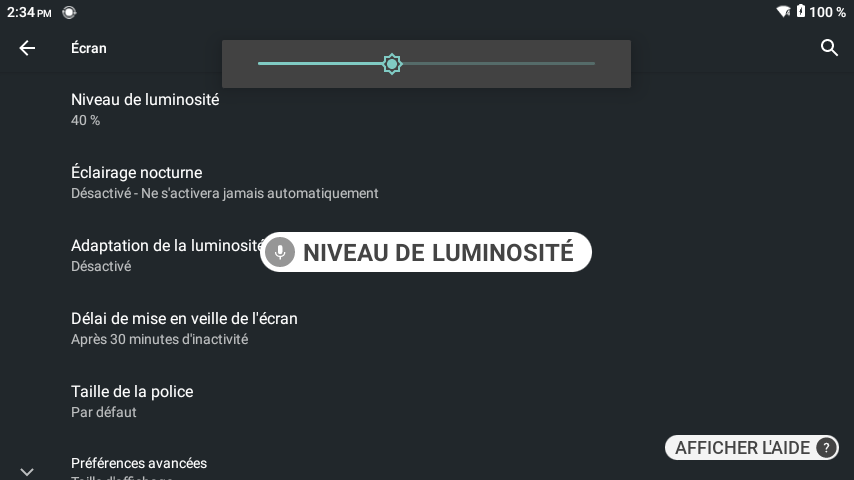 2:34 PM
100 %
Écran
Niveau de luminosité
40 %
Éclairage nocturne
Désactivé - Ne s'activera jamais automatiquement
Adaptation de la luminosité
NIVEAU DE LUMINOSITÉ
Désactivé
Délai de mise en veille de l'écran
Après 30 minutes d'inactivité
Taille de la police
Par défaut
AFFICHER L'AIDE ?
Préférences avancées
Taille d'affichage